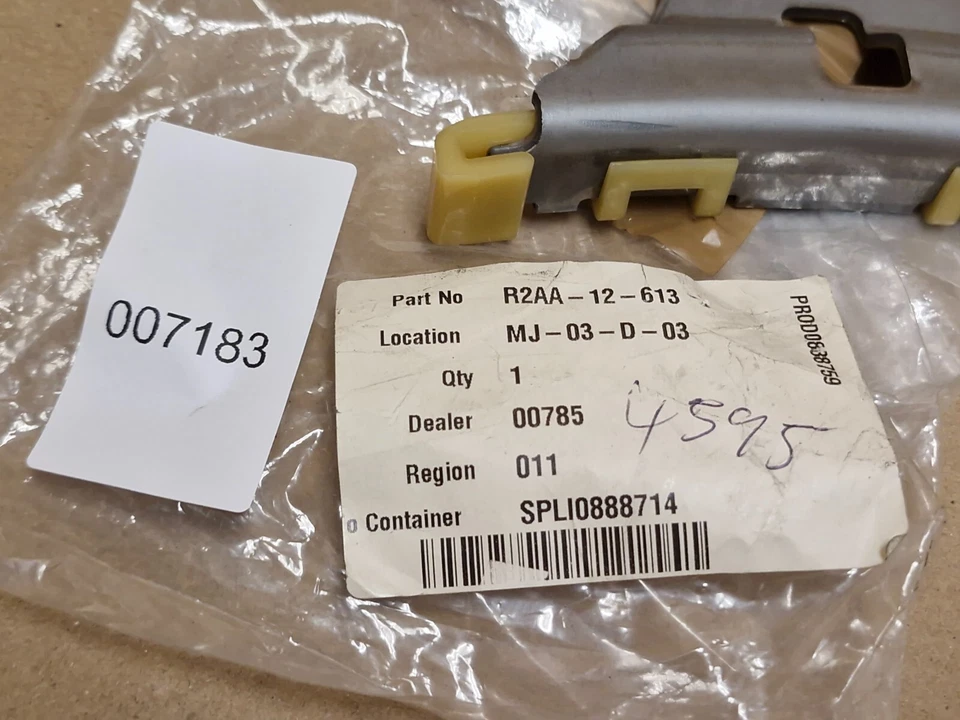 007183
Part No R2AA-12-613
Location MJ-03-D-03
Qty 1
Dealer 00785
Region 011
Container SPLI0888714
4595
PROD0638759